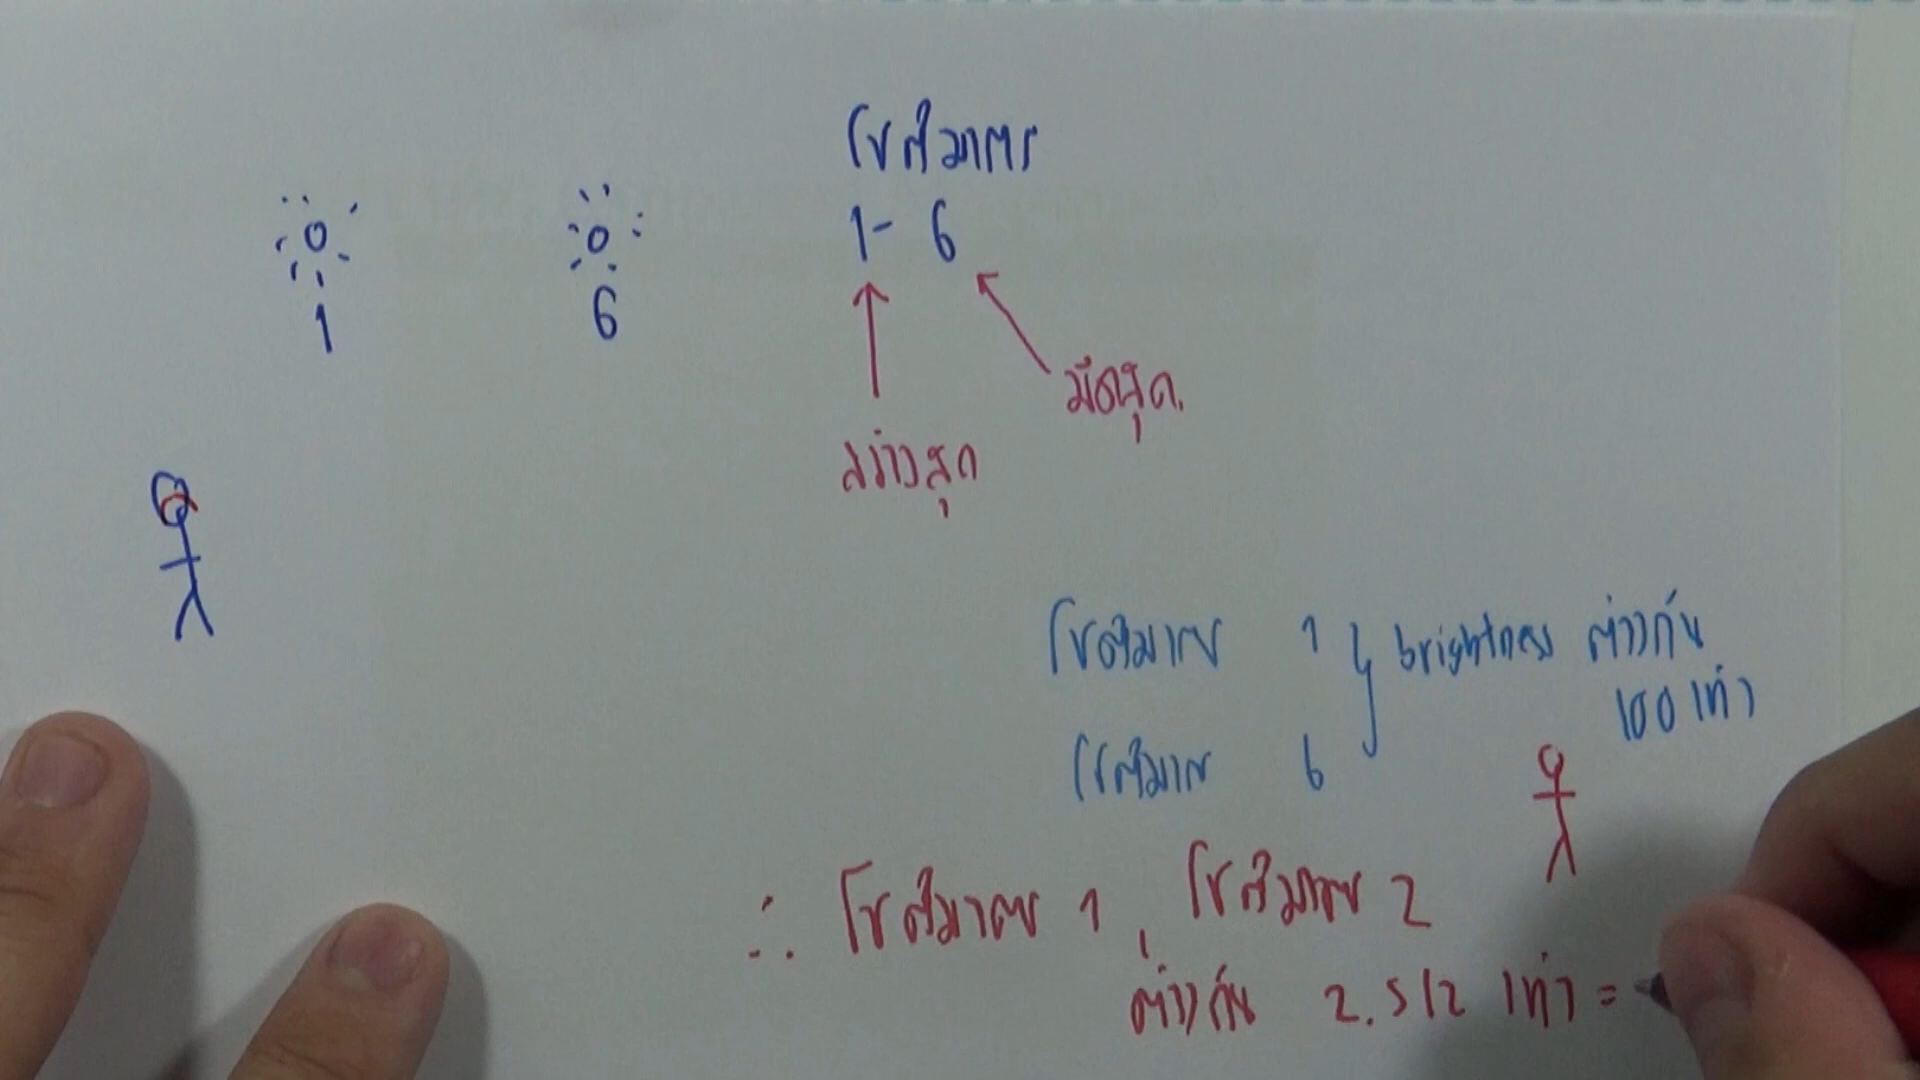 โชติมาตร
1 - 6
1
6
มืดสุด.
สว่างสุด
โชติมาตร 1 } brightness ต่างกัน
100 เท่า
โชติมาตร 6
∴ โชติมาตร 1, โชติมาตร 2
ต่างกัน 2.512 เท่า =